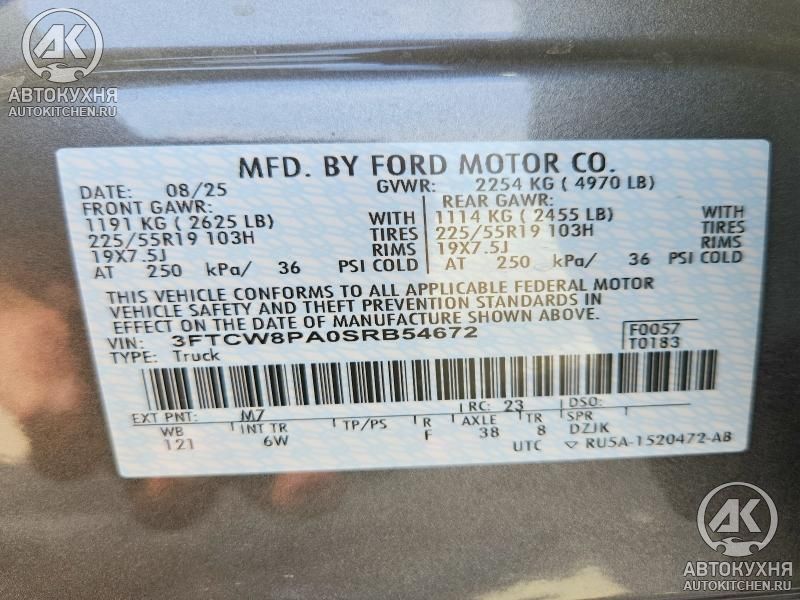 АК
АВТОКУХНЯ
AUTOKITCHEN.RU
MFD. BY FORD MOTOR CO.
DATE: 08/25 GVWR: 2254 KG ( 4970 LB)
FRONT GAWR: REAR GAWR:
1191 KG ( 2625 LB) WITH 1114 KG ( 2455 LB) WITH
225/55R19 103H TIRES 225/55R19 103H TIRES
19X7.5J RIMS 19X7.5J RIMS
AT 250 kPa/ 36 PSI COLD AT 250 kPa/ 36 PSI COLD
THIS VEHICLE CONFORMS TO ALL APPLICABLE FEDERAL MOTOR
VEHICLE SAFETY AND THEFT PREVENTION STANDARDS IN
EFFECT ON THE DATE OF MANUFACTURE SHOWN ABOVE.
VIN: 3FTCW8PA0SRB54672 F0057
TYPE: Truck T0183
EXT PNT: M7 RC: 23 DSO:
WB INT TR TP/PS R AXLE TR SPR
121 6W F 38 8 DZJK
UTC ▽ RU5A-1520472-AB
АК
АВТОКУХНЯ
AUTOKITCHEN.RU